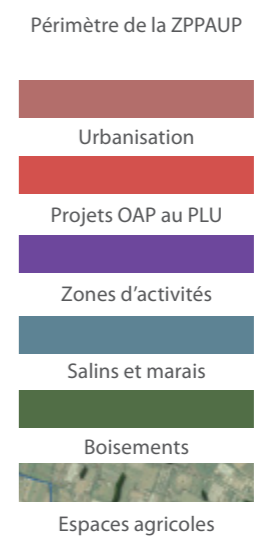 Périmètre de la ZPPAUP
Urbanisation
Projets OAP au PLU
Zones d'activités
Salins et marais
Boisements
Espaces agricoles